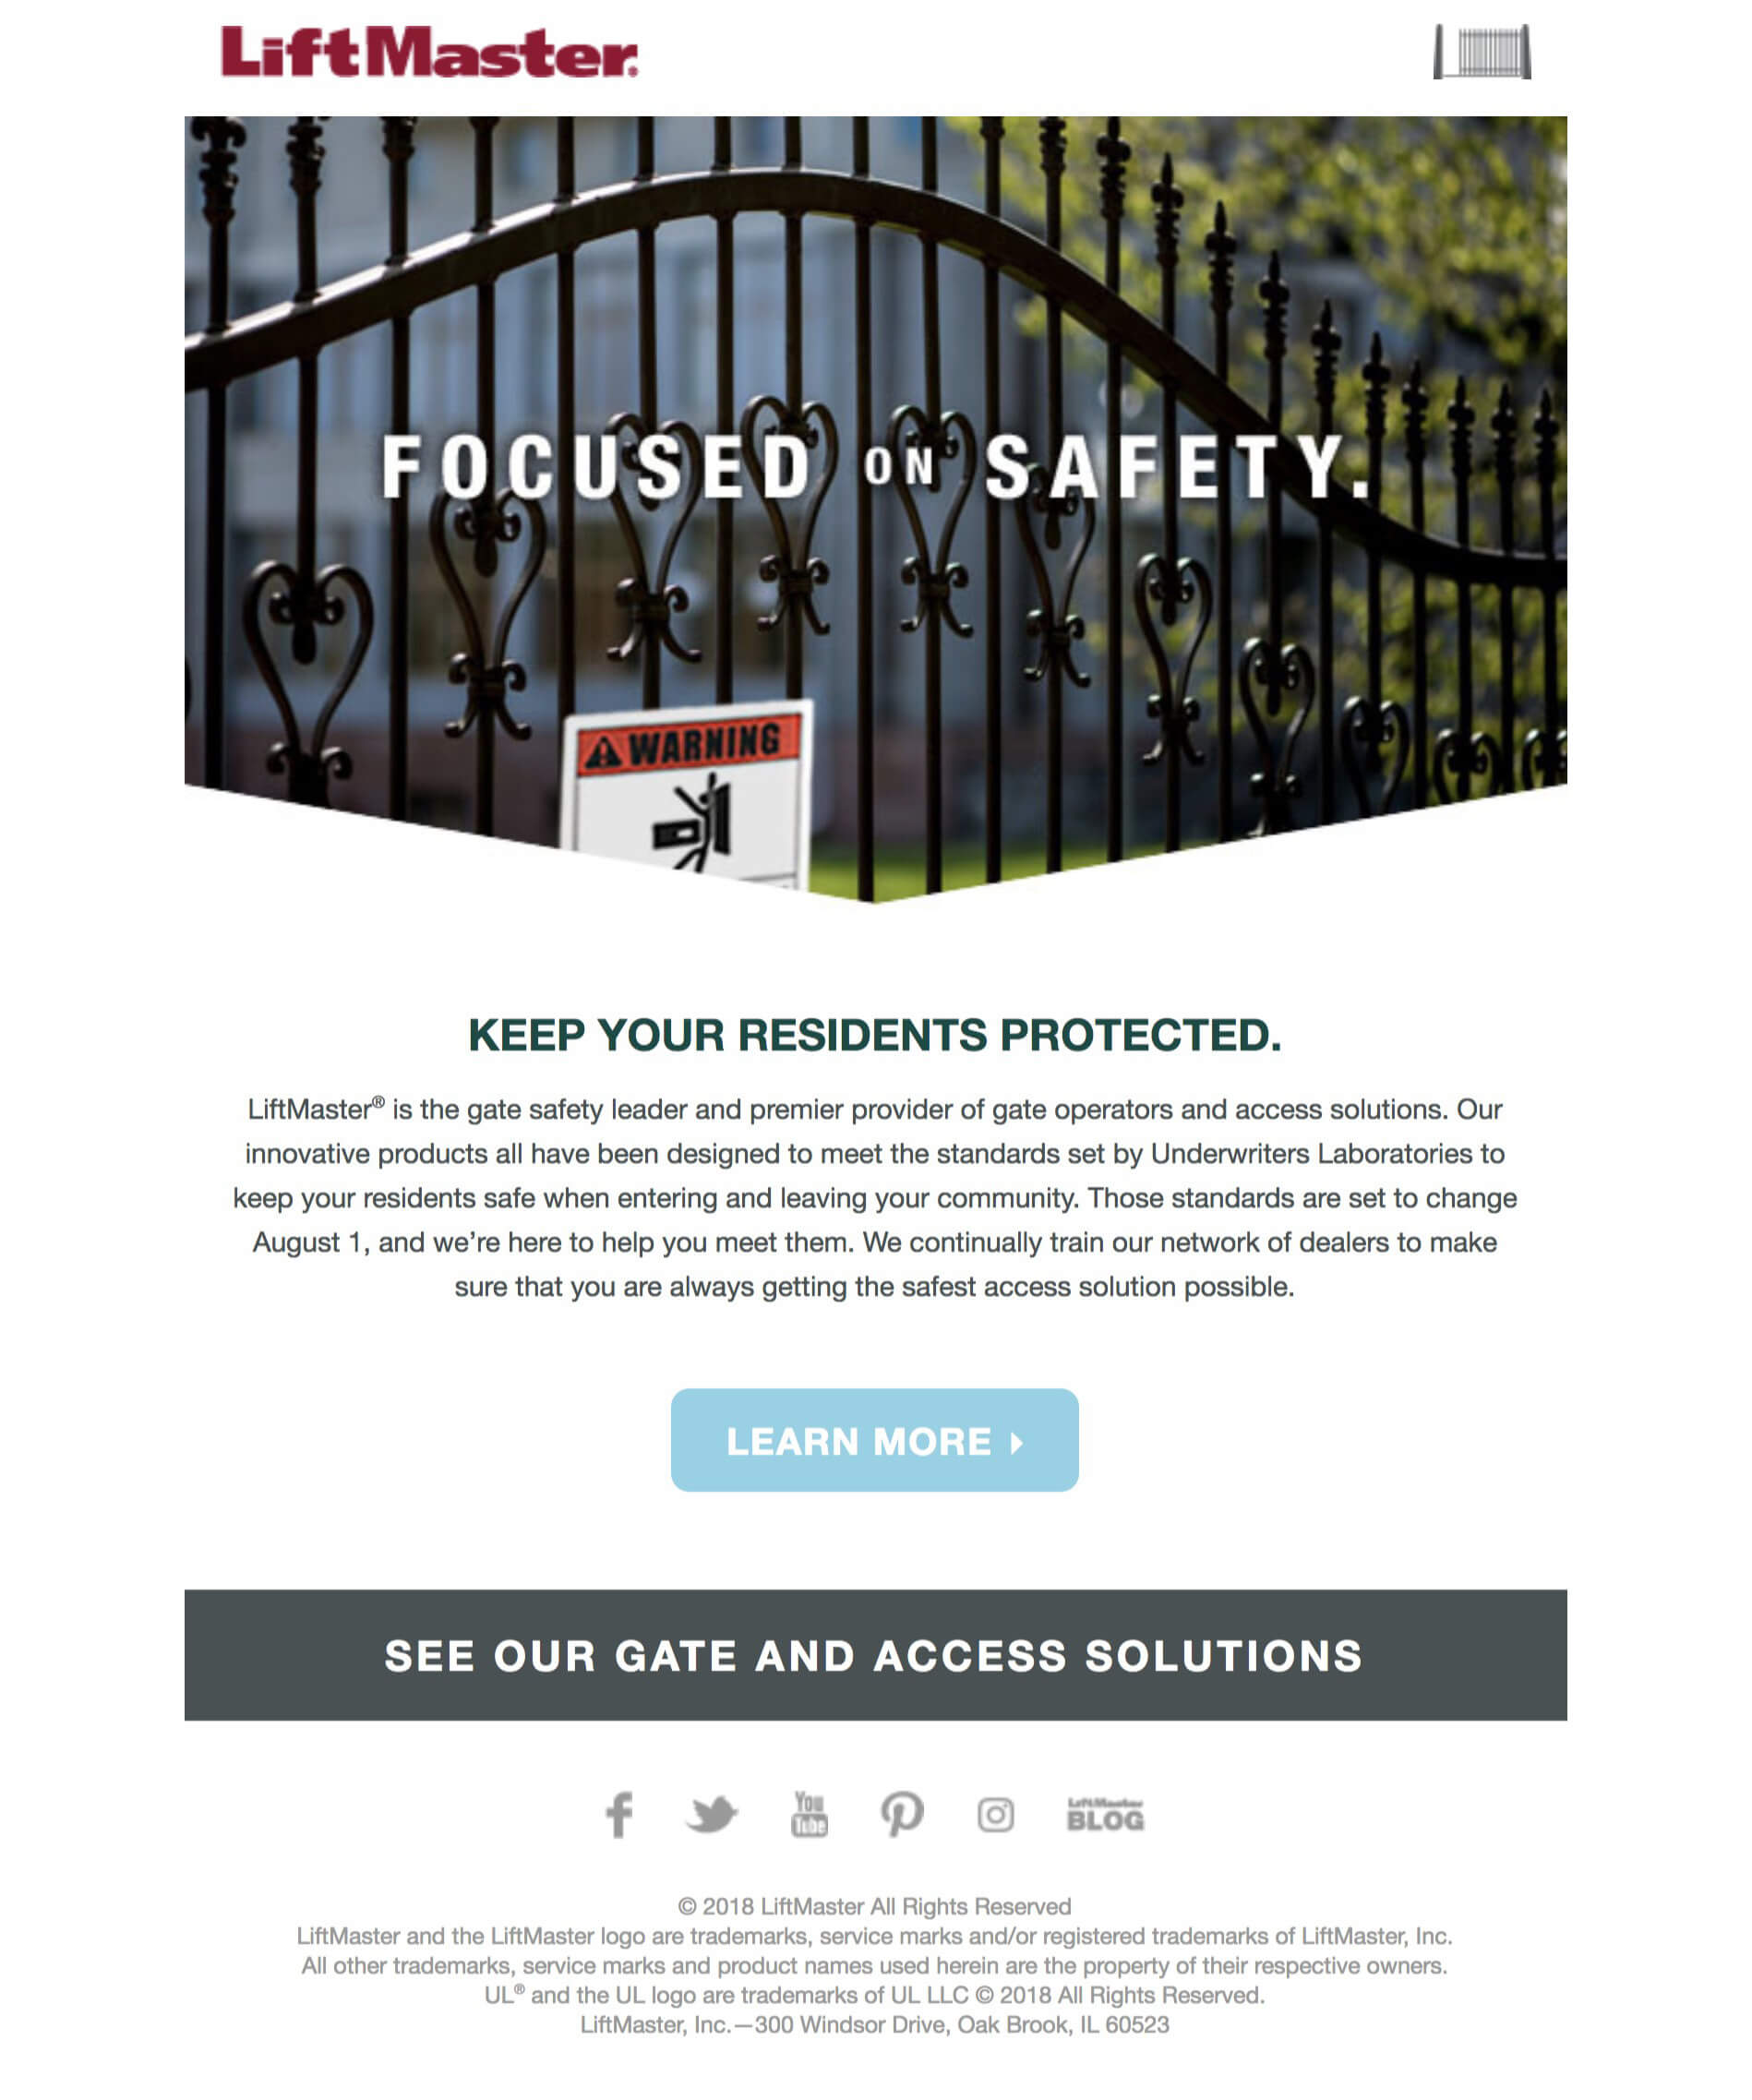 LiftMaster®
FOCUSED ON SAFETY.
WARNING
KEEP YOUR RESIDENTS PROTECTED.
LiftMaster® is the gate safety leader and premier provider of gate operators and access solutions. Our
innovative products all have been designed to meet the standards set by Underwriters Laboratories to
keep your residents safe when entering and leaving your community. Those standards are set to change
August 1, and we’re here to help you meet them. We continually train our network of dealers to make
sure that you are always getting the safest access solution possible.
LEARN MORE
SEE OUR GATE AND ACCESS SOLUTIONS
You
Tube
LiftMaster
BLOG
© 2018 LiftMaster All Rights Reserved
LiftMaster and the LiftMaster logo are trademarks, service marks and/or registered trademarks of LiftMaster, Inc.
All other trademarks, service marks and product names used herein are the property of their respective owners.
UL® and the UL logo are trademarks of UL LLC © 2018 All Rights Reserved.
LiftMaster, Inc.—300 Windsor Drive, Oak Brook, IL 60523